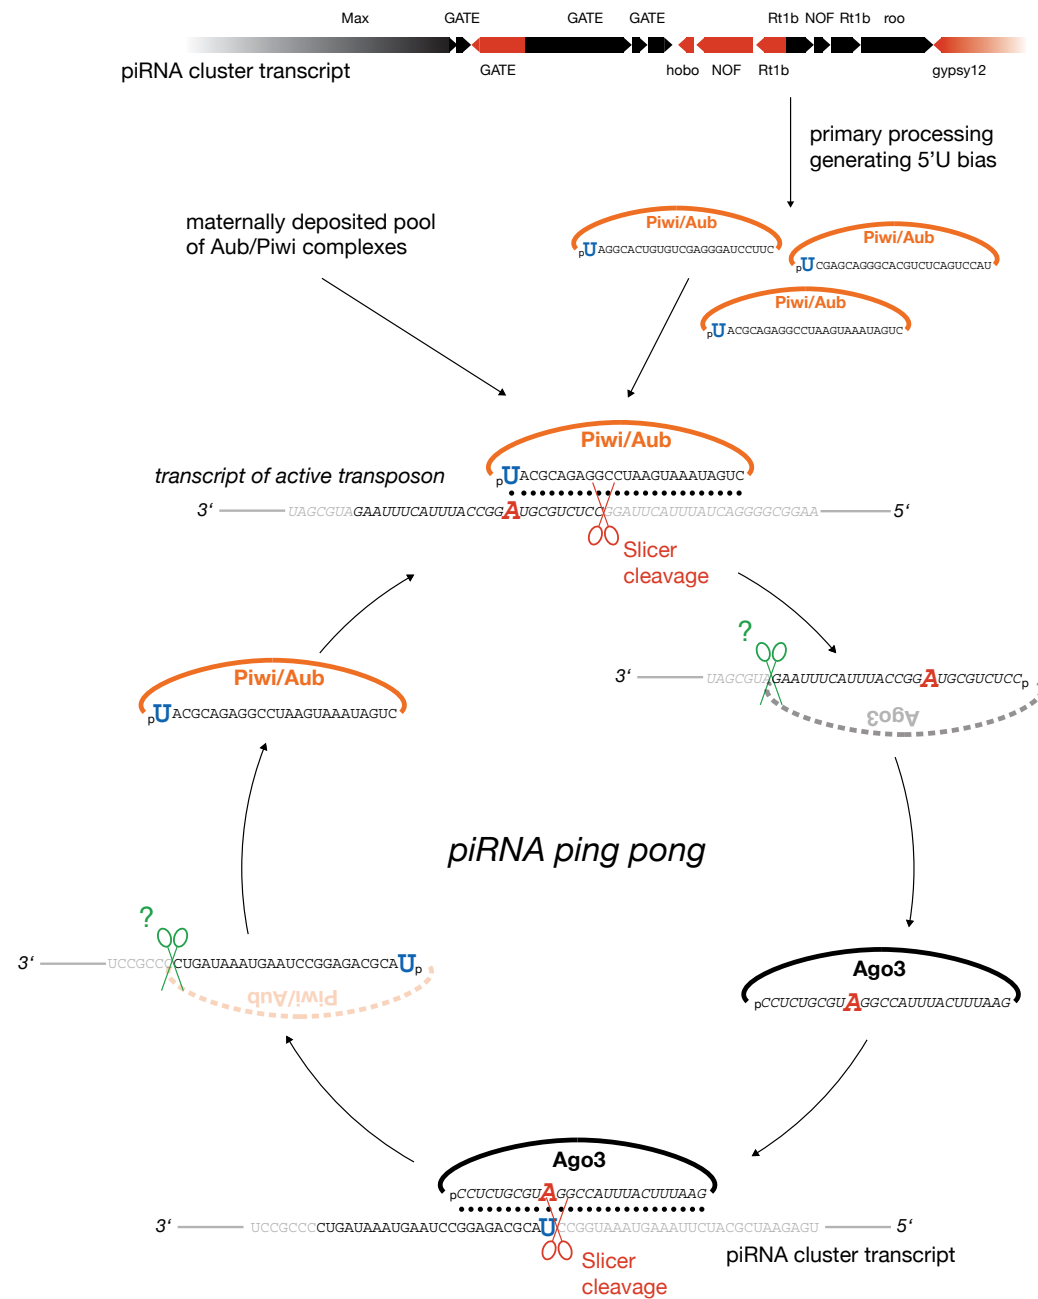 Max GATE GATE GATE Rt1b NOF Rt1b roo
GATE hobo NOF Rt1b gypsy12
piRNA cluster transcript
primary processing
generating 5'U bias
maternally deposited pool
of Aub/Piwi complexes
Piwi/Aub
pUAGGCACUGUGUCGAGGGAUCCUUC
Piwi/Aub
pUCGAGCAGGGCACGUCUCAGUCCAU
Piwi/Aub
pUACGCAGAGGCCUAAGUAAAUAGUC
Piwi/Aub
pUACGCAGAGGCCUAAGUAAAUAGUC
transcript of active transposon
3‘ UAGCGUAGAAUUUCAUUUACCGGAUGCGUCUCCGGAUUCAUUUAUCAGGGGCGGAA 5‘
Slicer
cleavage
?
3‘ UAGCGUAGAAUUUCAUUUACCGGAUGCGUCUCCp
Ago3
Piwi/Aub
pUACGCAGAGGCCUAAGUAAAUAGUC
piRNA ping pong
?
3‘ UCCGCCCCUGAUAAAUGAAUCCGGAGACGCAUp
Piwi/Aub
Ago3
pCCUCUGCGUAGGCCAUUUACUUUAAG
Ago3
pCCUCUGCGUAGGCCAUUUACUUUAAG
3‘ UCCGCCCCUGAUAAAUGAAUCCGGAGACGCAUCCGGUAAAUGAAAUUCUACGCUAAGAGU 5‘
piRNA cluster transcript
Slicer
cleavage